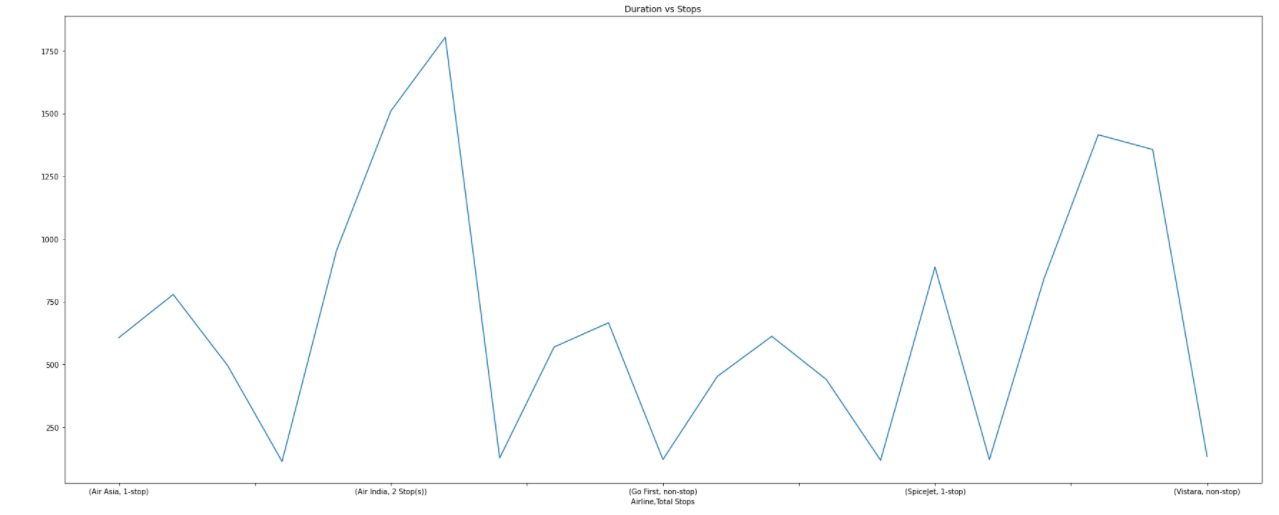 Duration vs Stops
1750
1500
1250
1000
750
500
250
(Air Asia, 1-stop) (Air India, 2 Stop(s)) (Go First, non-stop) (SpiceJet, 1-stop) (Vistara, non-stop)
Airline,Total Stops